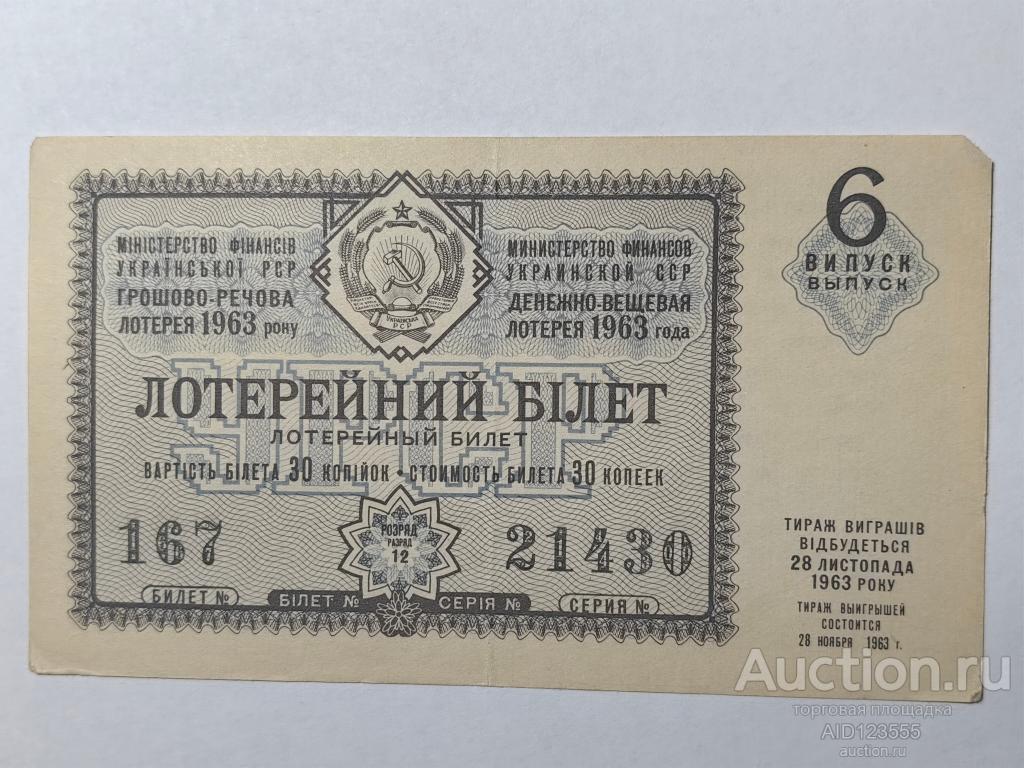 МІНІСТЕРСТВО ФІНАНСІВ
УКРАЇНСЬКОЇ РСР
ГРОШОВО-РЕЧОВА
ЛОТЕРЕЯ 1963 року
УКРАЇНСЬКА
РСР
МИНИСТЕРСТВО ФИНАНСОВ
УКРАИНСКОЙ ССР
ДЕНЕЖНО-ВЕЩЕВАЯ
ЛОТЕРЕЯ 1963 года
6
ВИПУСК
ВЫПУСК
УРСР
ЛОТЕРЕЙНИЙ БІЛЕТ
ЛОТЕРЕЙНЫЙ БИЛЕТ
ВАРТІСТЬ БІЛЕТА 30 КОПІЙОК • СТОИМОСТЬ БИЛЕТА 30 КОПЕЕК
167
РОЗРЯД
РАЗРЯД
12
21430
БИЛЕТ № БІЛЕТ № СЕРІЯ № СЕРИЯ №
ТИРАЖ ВИГРАШІВ
ВІДБУДЕТЬСЯ
28 ЛИСТОПАДА
1963 РОКУ
ТИРАЖ ВЫИГРЫШЕЙ
СОСТОИТСЯ
28 НОЯБРЯ 1963 г.
Auction.ru
торговая площадка
AID123555
auction.ru